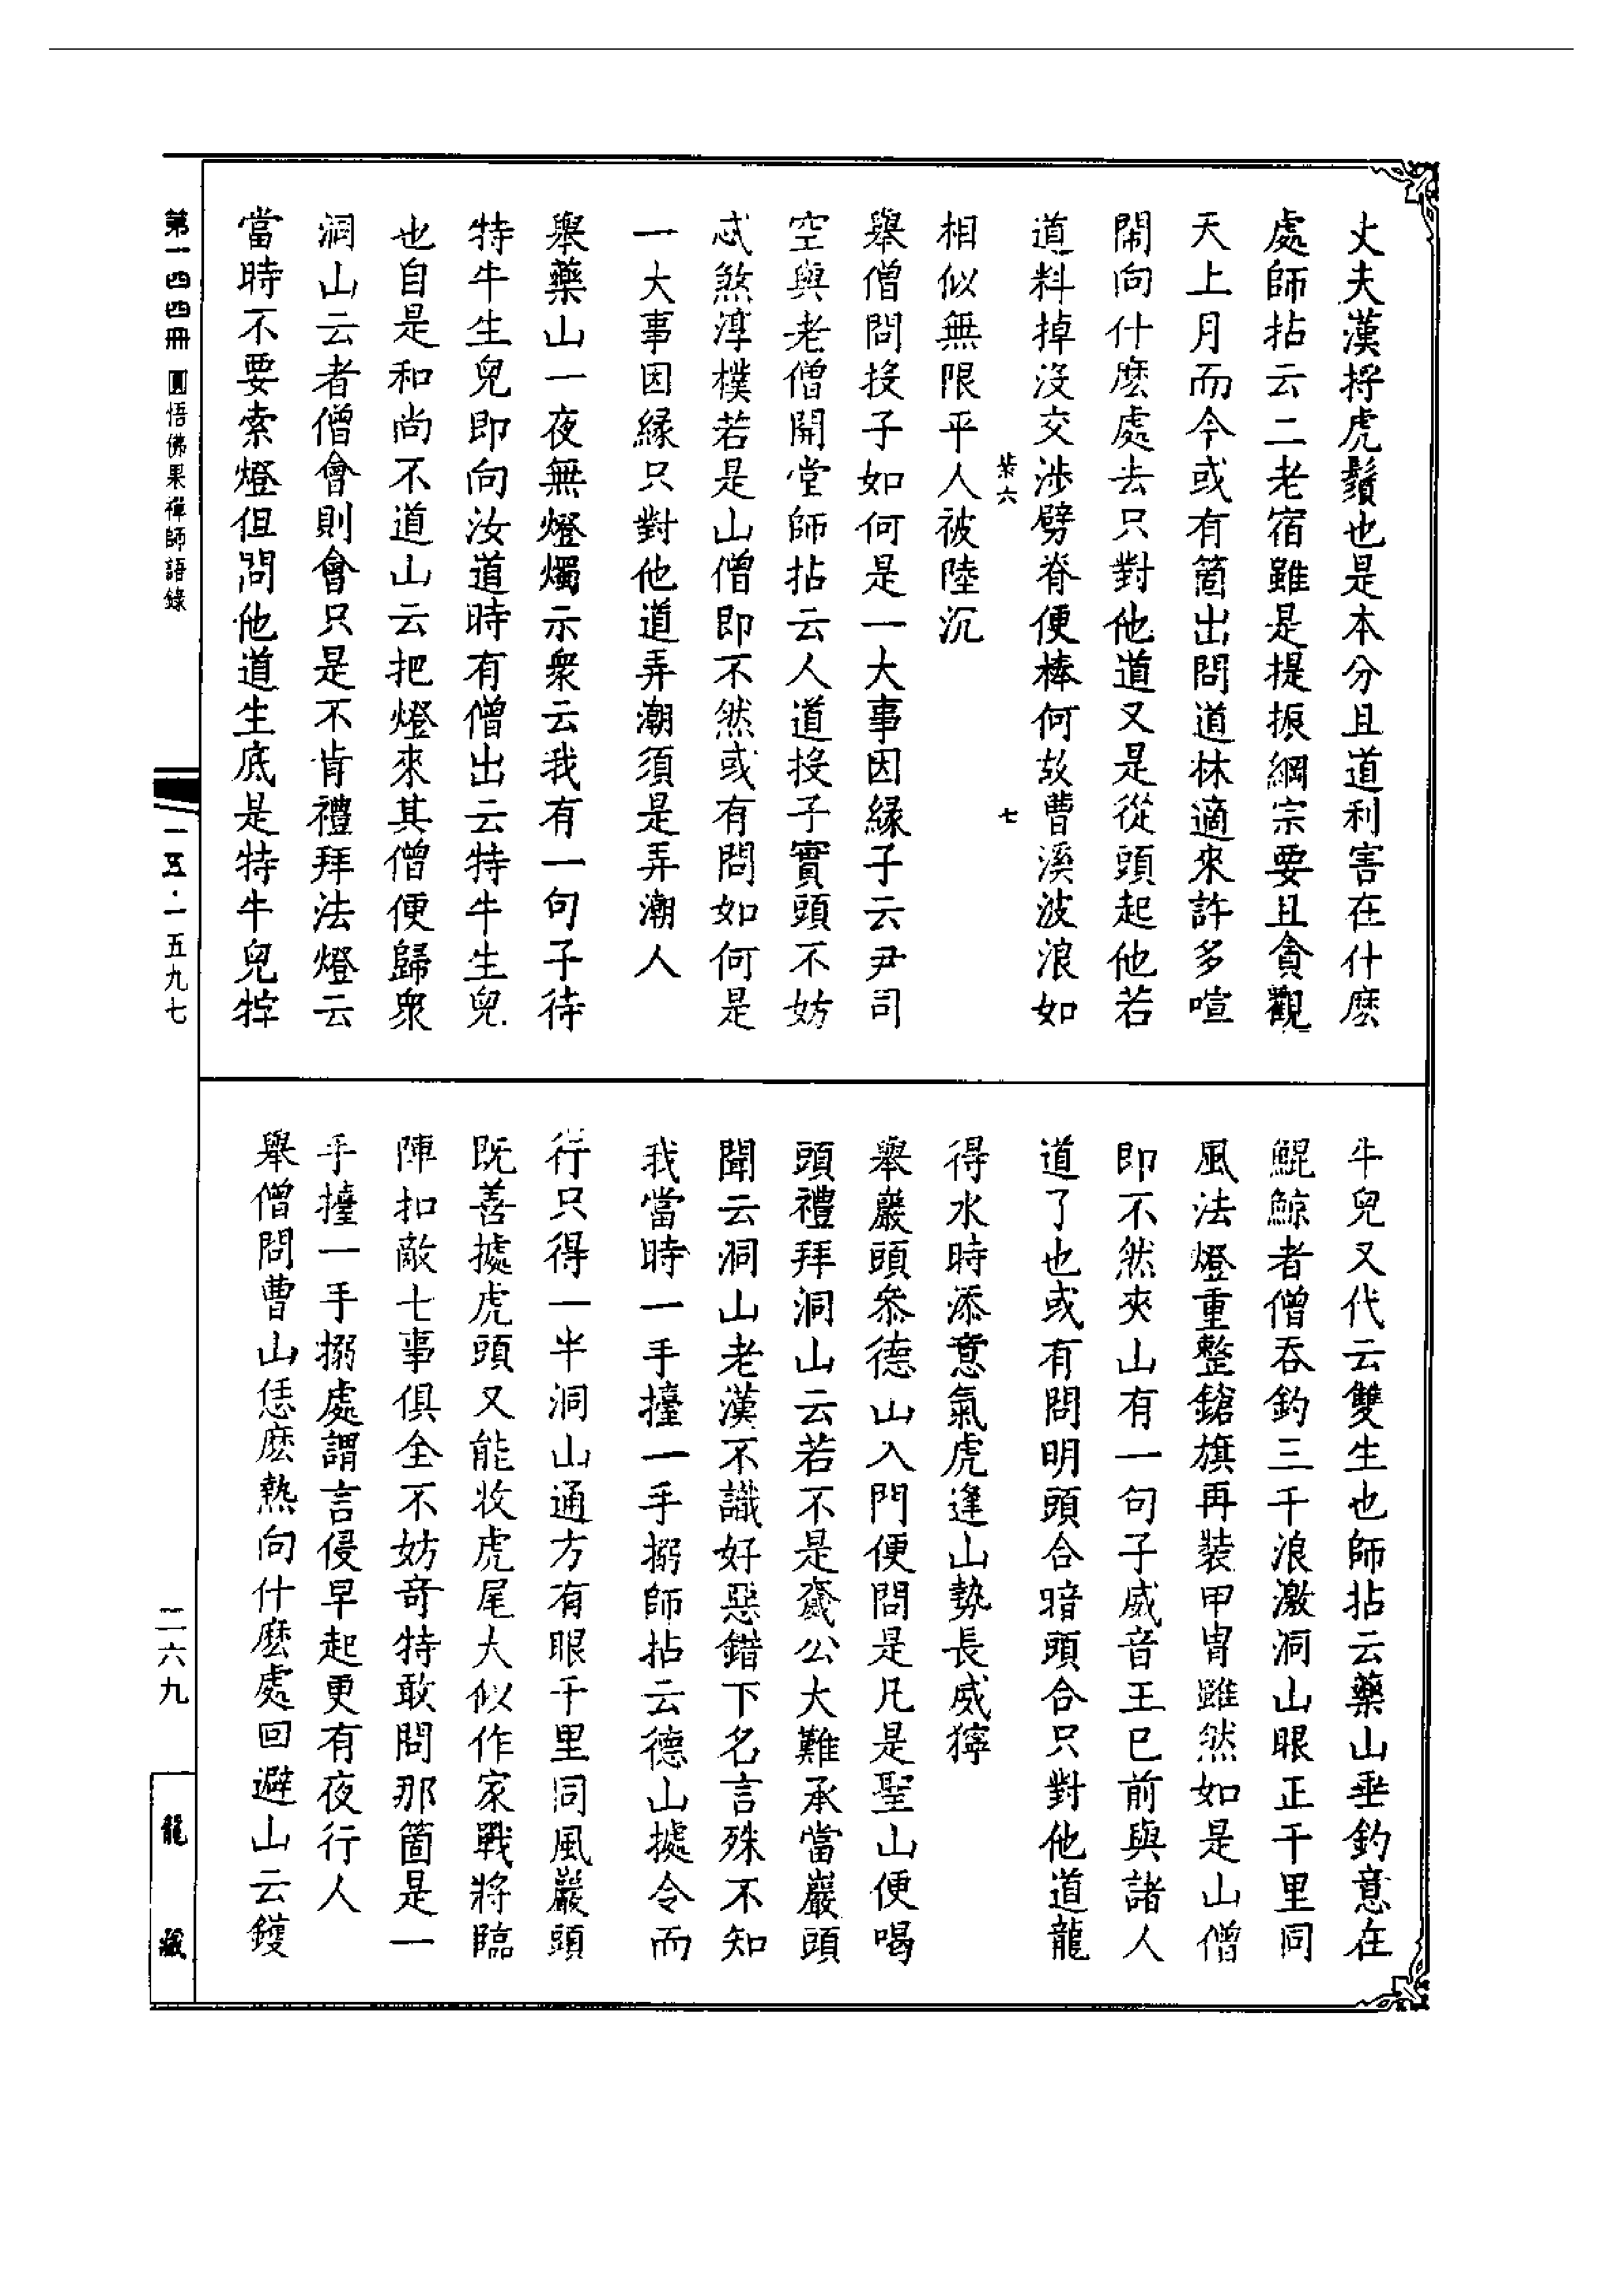 丈夫漢捋虎鬚也是本分且道利害在什麽
處師拈云二老宿雖是提振綱宗要且貪觀
天上月而今或有箇出問道林適來許多喧
閙向什麽處去只對他道又是從頭起他若
道料掉沒交涉劈脊便棒何故曹溪波浪如
柴六　七
相似無限平人被陸沉
舉僧問投子如何是一大事因緣子云尹司
空與老僧開堂師拈云人道投子實頭不妨
忒煞淳樸若是山僧即不然或有問如何是
一大事因緣只對他道弄潮須是弄潮人
舉藥山一夜無燈燭示衆云我有一句子待
特牛生兒即向汝道時有僧出云特牛生兒
也自是和尚不道山云把燈來其僧便歸衆
洞山云者僧會則會只是不肯禮拜法燈云
當時不要索燈但問他道生底是特牛兒牸
牛兒又代云雙生也師拈云藥山垂釣意在
鯤鯨者僧吞釣三千浪激洞山眼正千里同
風法燈重整鎗旗再裝甲冑雖然如是山僧
即不然夾山有一句子威音王已前與諸人
道了也或有問明頭合暗頭合只對他道龍
得水時添意氣虎逢山勢長威獰
舉巖頭叅德山入門便問是凡是聖山便喝
頭禮拜洞山云若不是奯公大難承當巖頭
聞云洞山老漢不識好惡錯下名言殊不知
我當時一手擡一手搦師拈云德山據令而
行只得一半洞山通方有眼千里同風巖頭
既善據虎頭又能收虎尾大似作家戰將臨
陣扣敵七事俱全不妨竒特敢問那箇是一
手擡一手搦處謂言侵早起更有夜行人
舉僧問曹山恁麽熱向什麽處回避山云鑊
第一四四冊　圓悟佛果禪師語錄
一五·一五九七
二六九
龍藏